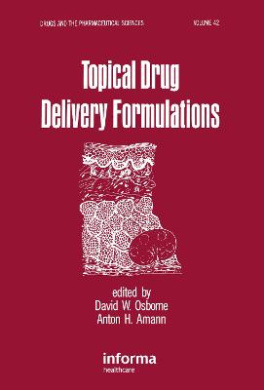 DRUGS AND THE PHARMACEUTICAL SCIENCES VOLUME 42
Topical Drug
Delivery Formulations
edited by
David W. Osborne
Anton H. Amann
informa
healthcare